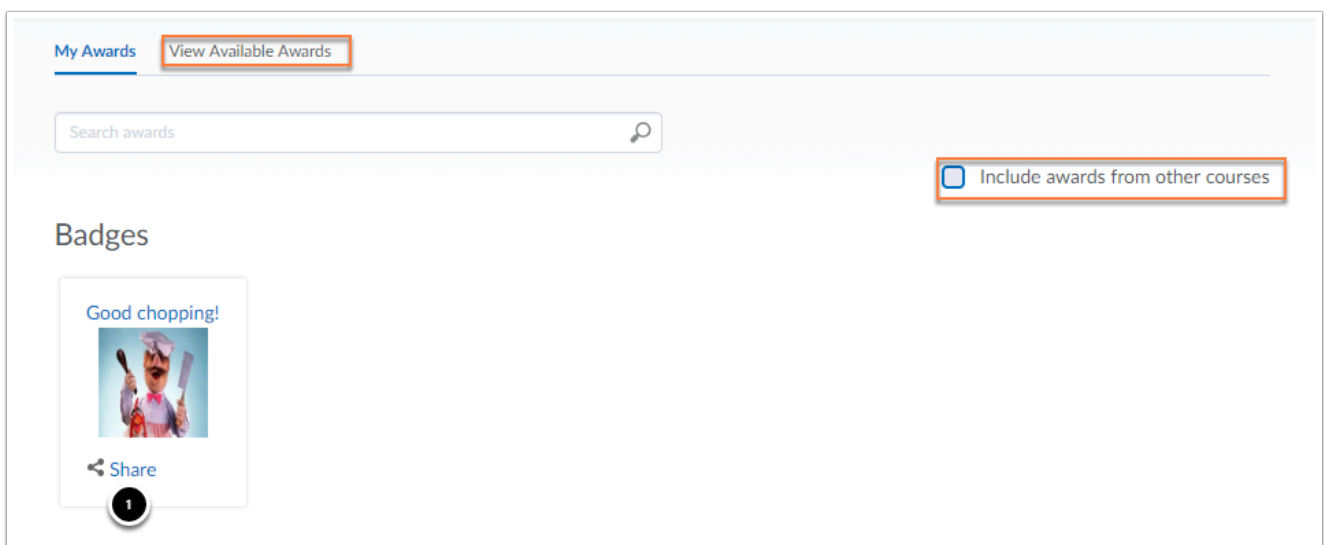 My Awards View Available Awards
Search awards
Include awards from other courses
Badges
Good chopping!
Share
1